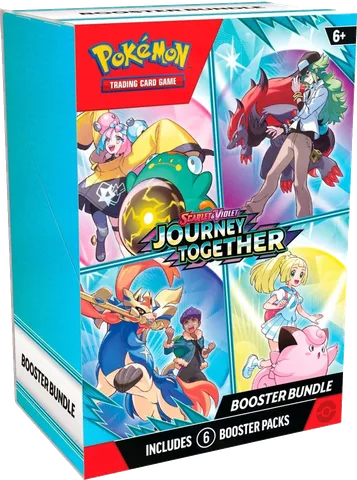 Pokémon
TRADING CARD GAME
6+
SCARLET & VIOLET
JOURNEY
TOGETHER
BOOSTER BUNDLE
BOOSTER BUNDLE
INCLUDES 6 BOOSTER PACKS